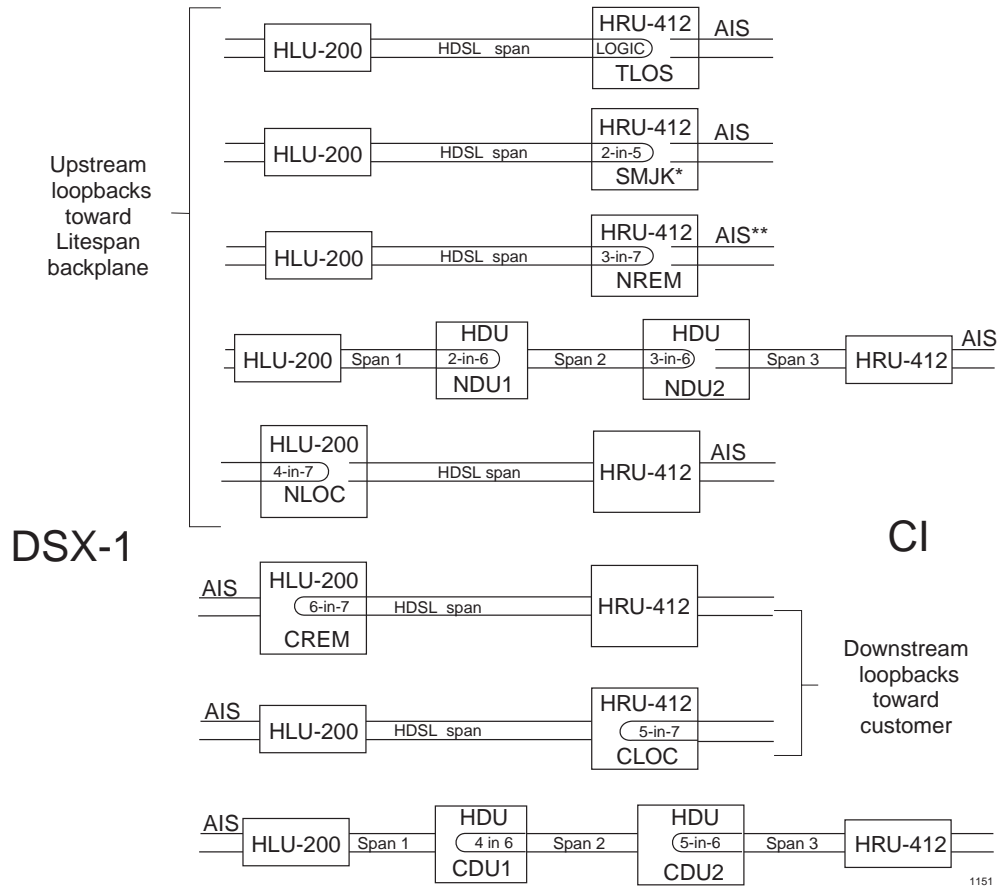 HRU-412
AIS
HLU-200
HDSL span
LOGIC
TLOS
HRU-412
AIS
HLU-200
HDSL span
2-in-5
SMJK*
Upstream
loopbacks
toward
Litespan
backplane
HRU-412
AIS**
HLU-200
HDSL span
3-in-7
NREM
HDU
HDU
AIS
HLU-200
Span 1
2-in-6
Span 2
3-in-6
Span 3
HRU-412
NDU1
NDU2
HLU-200
AIS
4-in-7
HDSL span
HRU-412
NLOC
DSX-1
CI
AIS
HLU-200
6-in-7
HDSL span
HRU-412
CREM
Downstream
loopbacks
toward
customer
AIS
HRU-412
HLU-200
HDSL span
5-in-7
CLOC
AIS
HDU
HDU
HLU-200
Span 1
4 in 6
Span 2
5-in-6
Span 3
HRU-412
CDU1
CDU2
1151